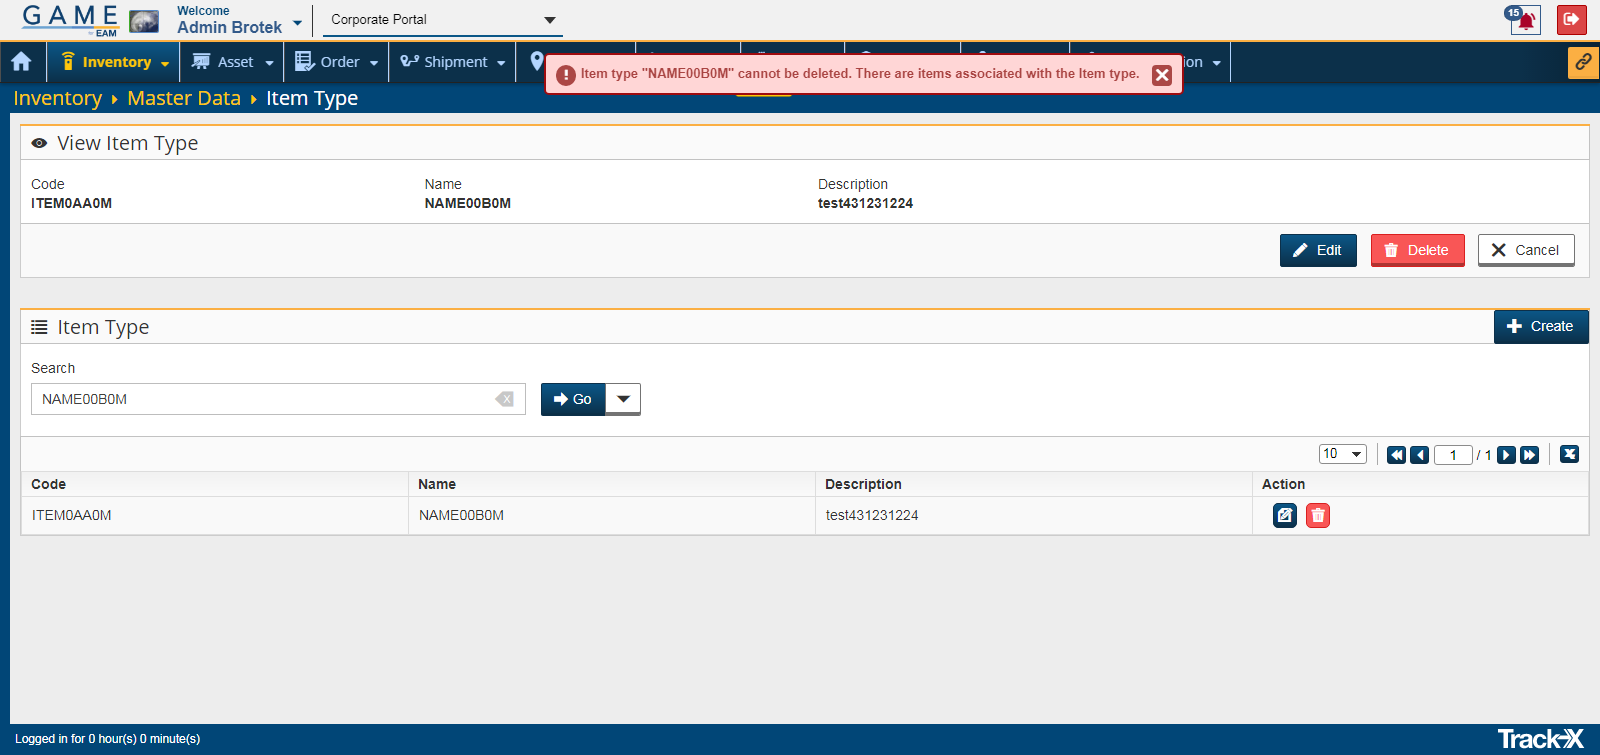 GAME
by EAM
Welcome
Admin Brotek
Corporate Portal
15
Inventory
Asset
Order
Shipment
ion
Item type "NAME00B0M" cannot be deleted. There are items associated with the Item type.
Inventory Master Data Item Type
View Item Type
Code
ITEM0AA0M
Name
NAME00B0M
Description
test431231224
Edit
Delete
Cancel
Item Type
Create
Search
NAME00B0M
Go
10
1 / 1
Code Name Description Action
ITEM0AA0M NAME00B0M test431231224
Logged in for 0 hour(s) 0 minute(s)
Track-X